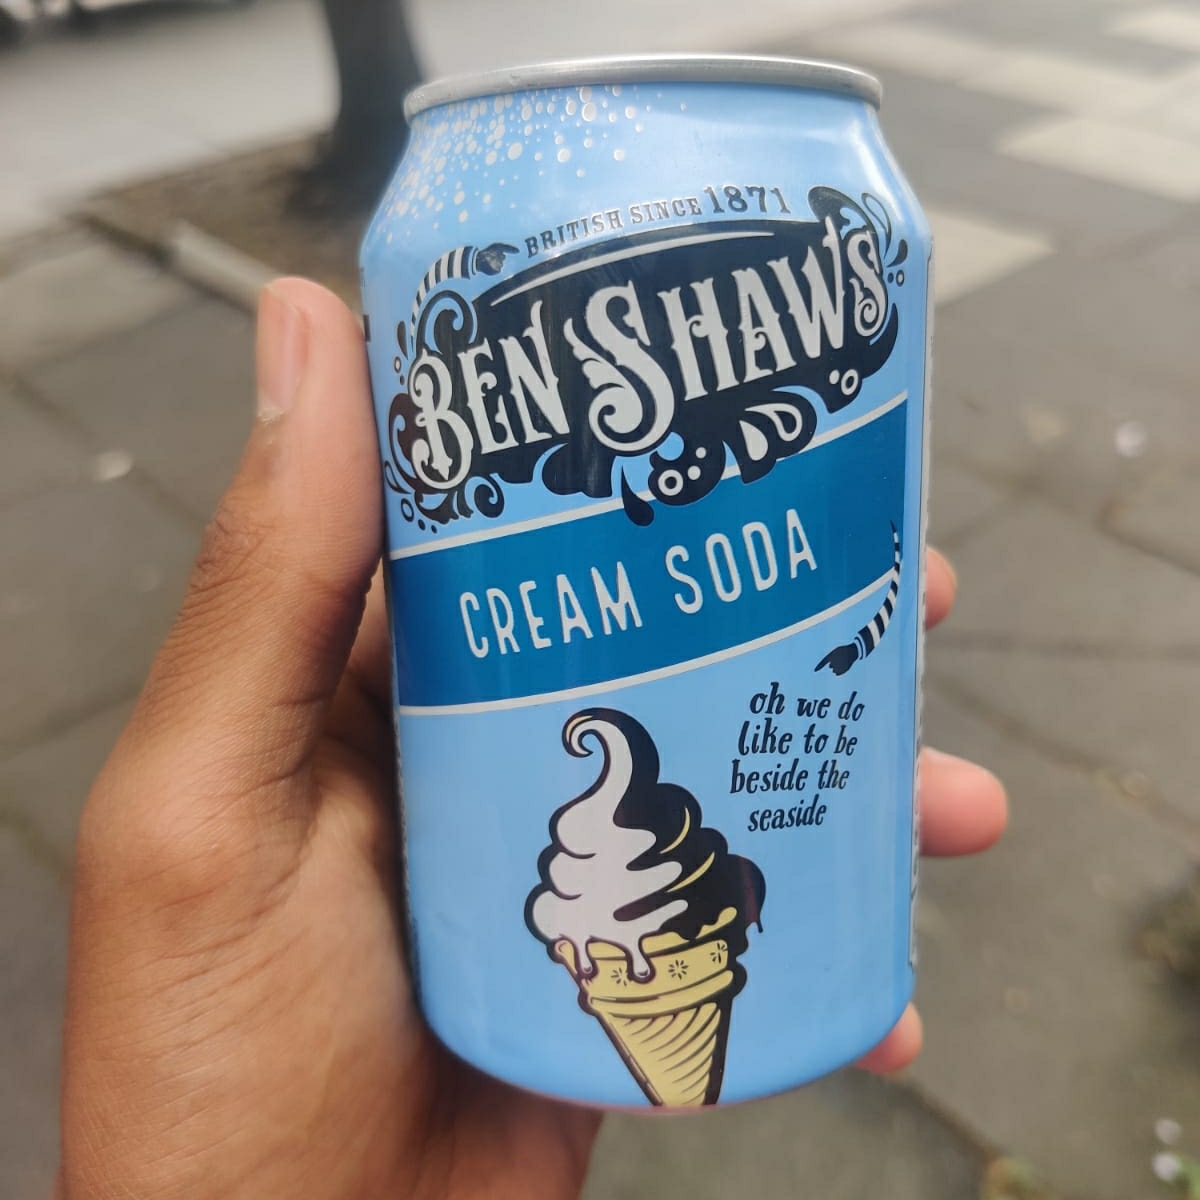 BRITISH SINCE 1871
BEN SHAWS
CREAM SODA
oh we do
like to be
beside the
seaside